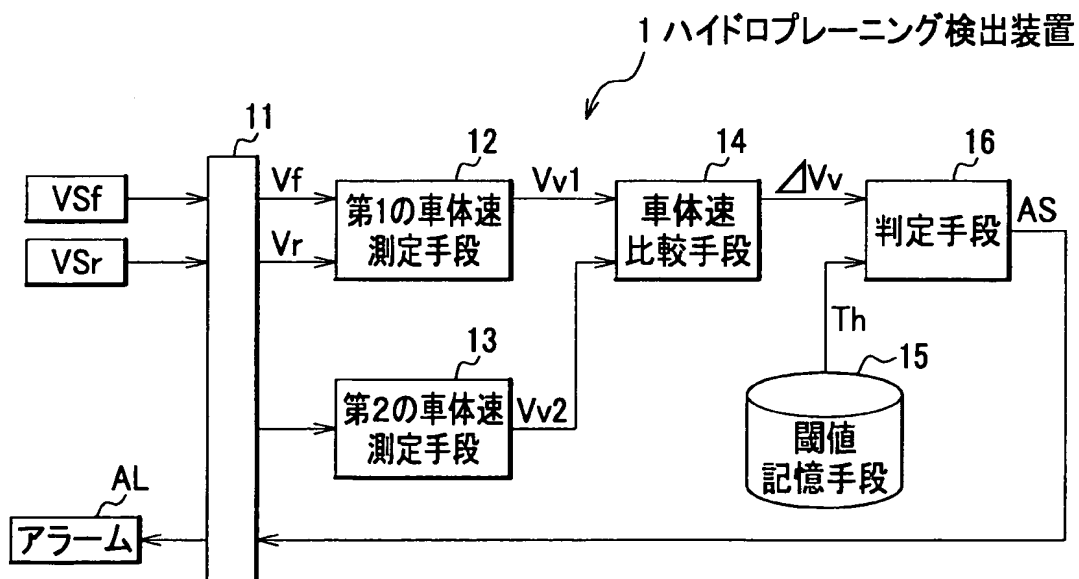 1 ハイドロプレーニング検出装置
11
12
14
16
VSf
VSr
Vf
Vr
第1の車体速
測定手段
Vv1
車体速
比較手段
⊿Vv
判定手段
AS
Th
13
15
第2の車体速
測定手段
Vv2
閾値
記憶手段
AL
アラーム